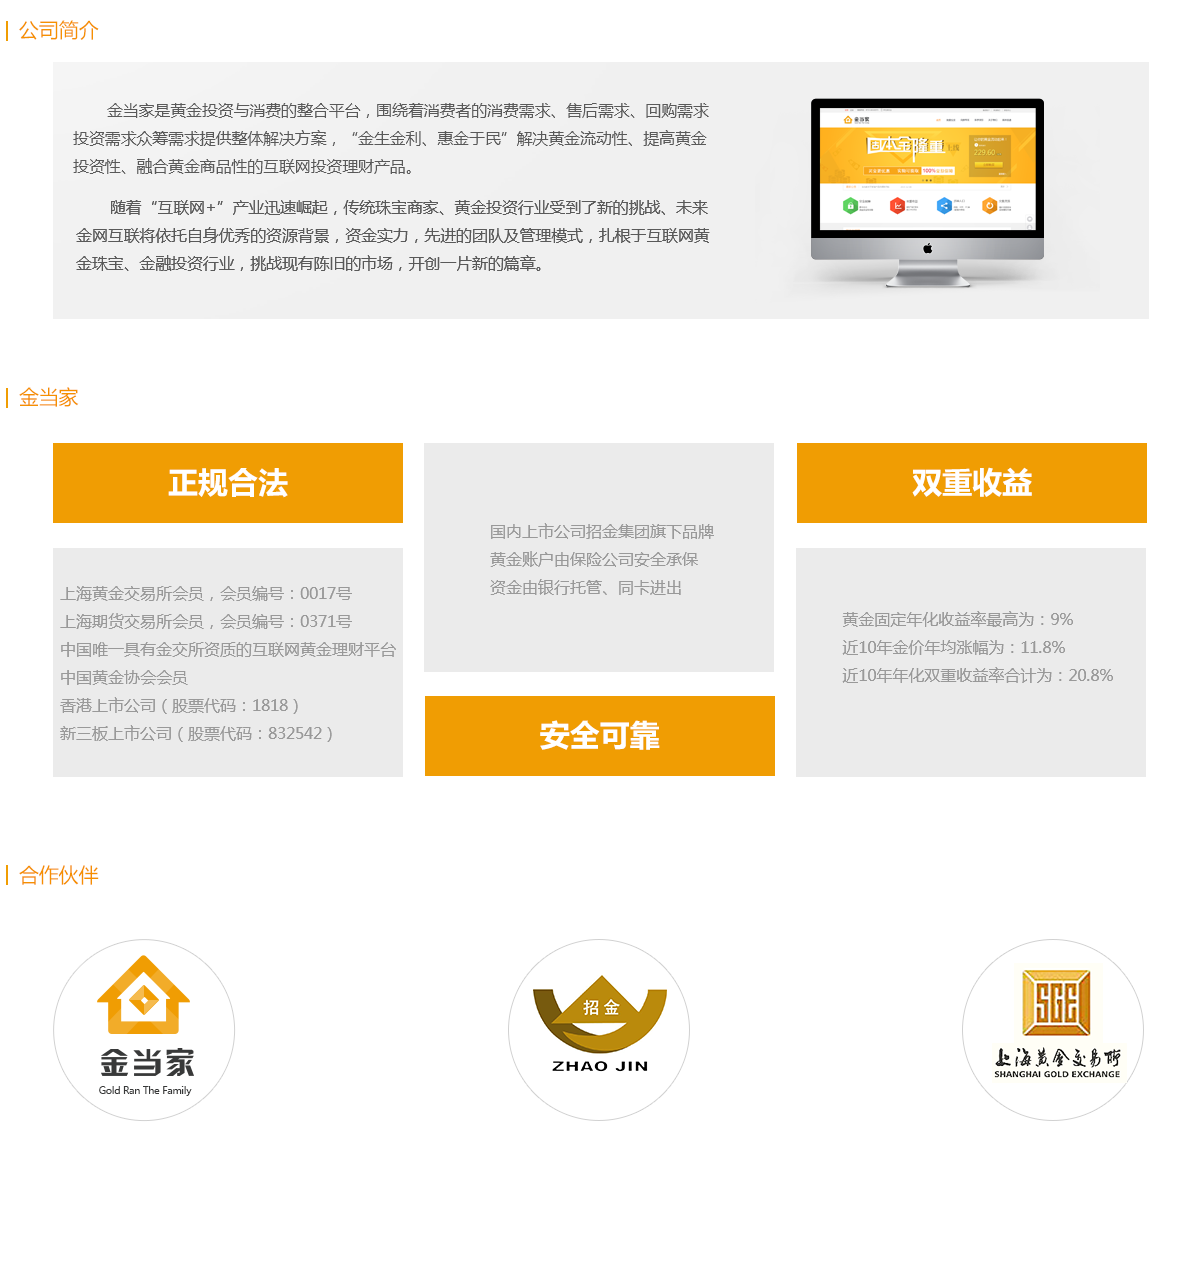 公司简介
金当家是黄金投资与消费的整合平台，围绕着消费者的消费需求、售后需求、回购需求
投资需求众筹需求提供整体解决方案，“金生金利、惠金于民”解决黄金流动性、提高黄金
投资性、融合黄金商品性的互联网投资理财产品。
随着“互联网+”产业迅速崛起，传统珠宝商家、黄金投资行业受到了新的挑战、未来
金网互联将依托自身优秀的资源背景，资金实力，先进的团队及管理模式，扎根于互联网黄
金珠宝、金融投资行业，挑战现有陈旧的市场，开创一片新的篇章。
金当家
固本金隆重
229.60
100%
金当家
正规合法
上海黄金交易所会员，会员编号：0017号
上海期货交易所会员，会员编号：0371号
中国唯一具有金交所资质的互联网黄金理财平台
中国黄金协会会员
香港上市公司（股票代码：1818）
新三板上市公司（股票代码：832542）
国内上市公司招金集团旗下品牌
黄金账户由保险公司安全承保
资金由银行托管、同卡进出
安全可靠
双重收益
黄金固定年化收益率最高为：9%
近10年金价年均涨幅为：11.8%
近10年年化双重收益率合计为：20.8%
合作伙伴
金当家
Gold Ran The Family
招金
ZHAO JIN
SGE
上海黄金交易所
SHANGHAI GOLD EXCHANGE